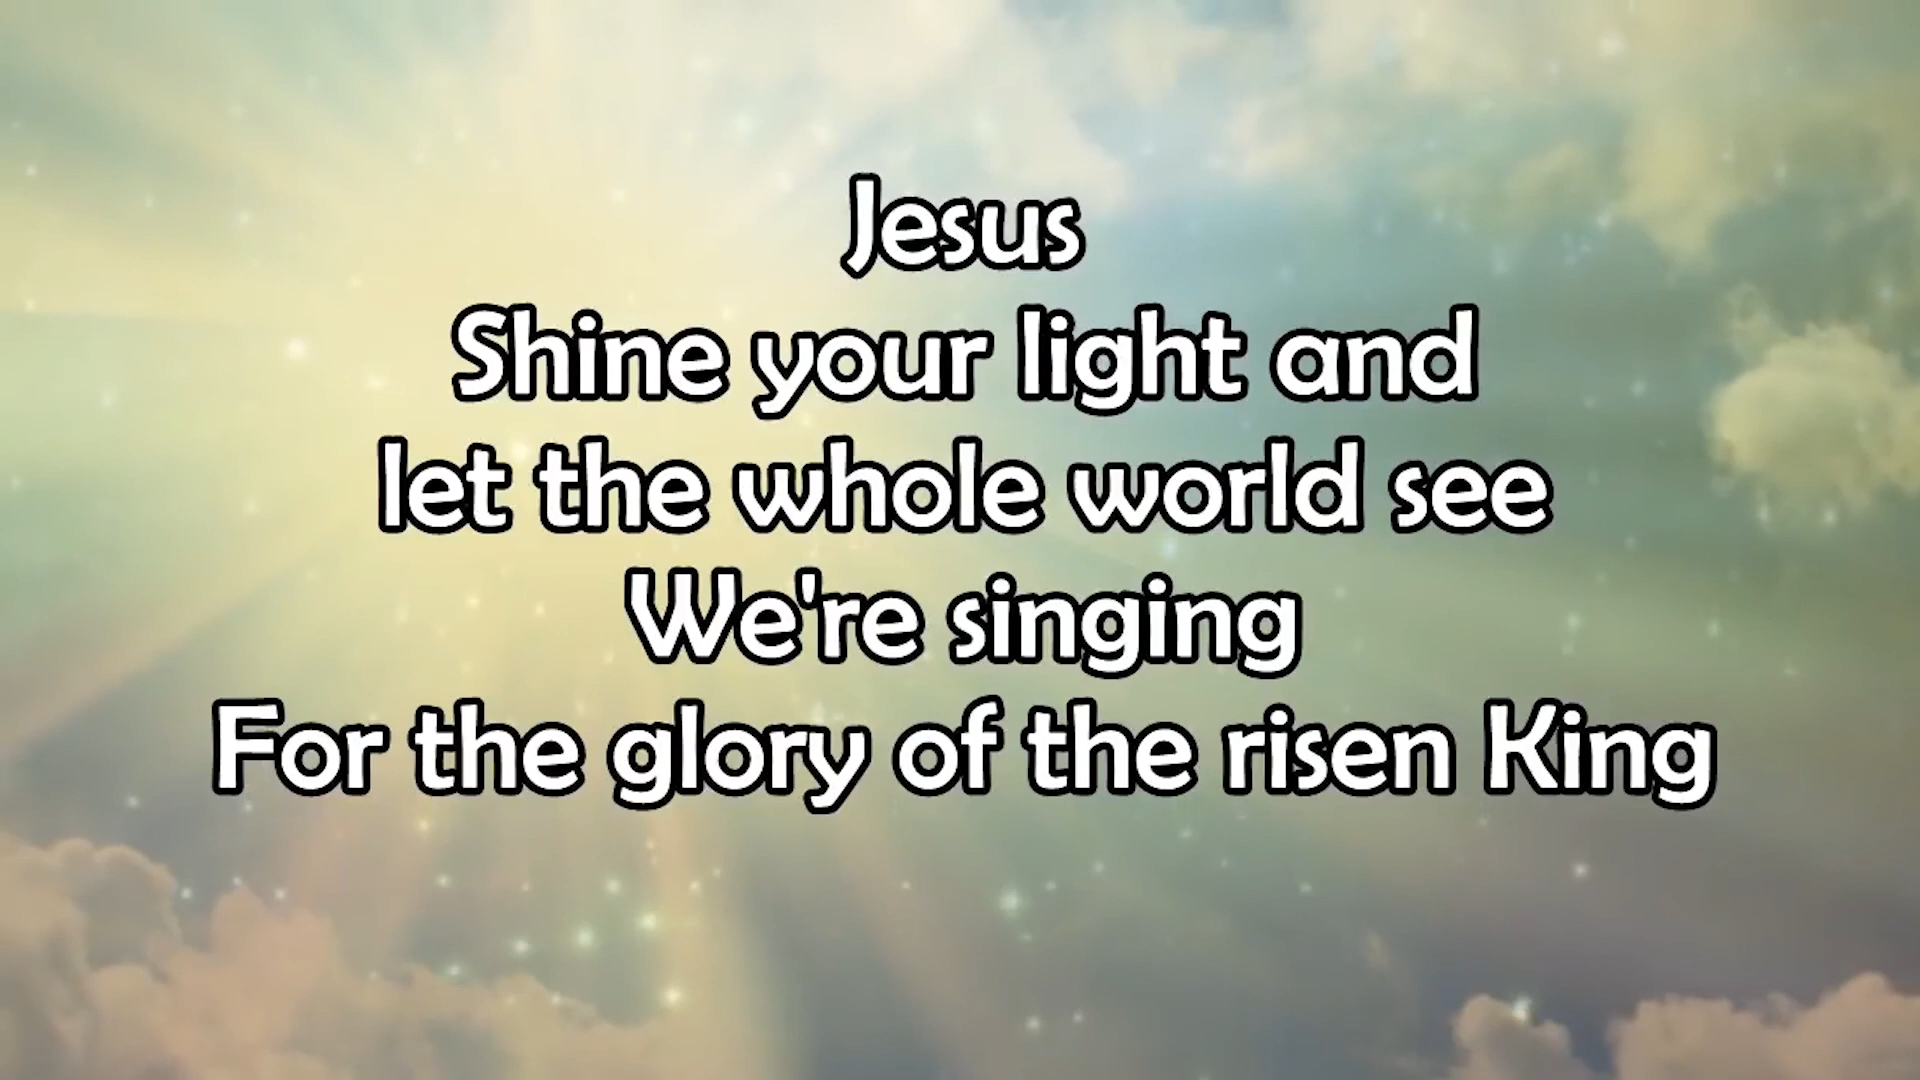 Jesus
Shine your light and
let the whole world see
We're singing
For the glory of the risen King